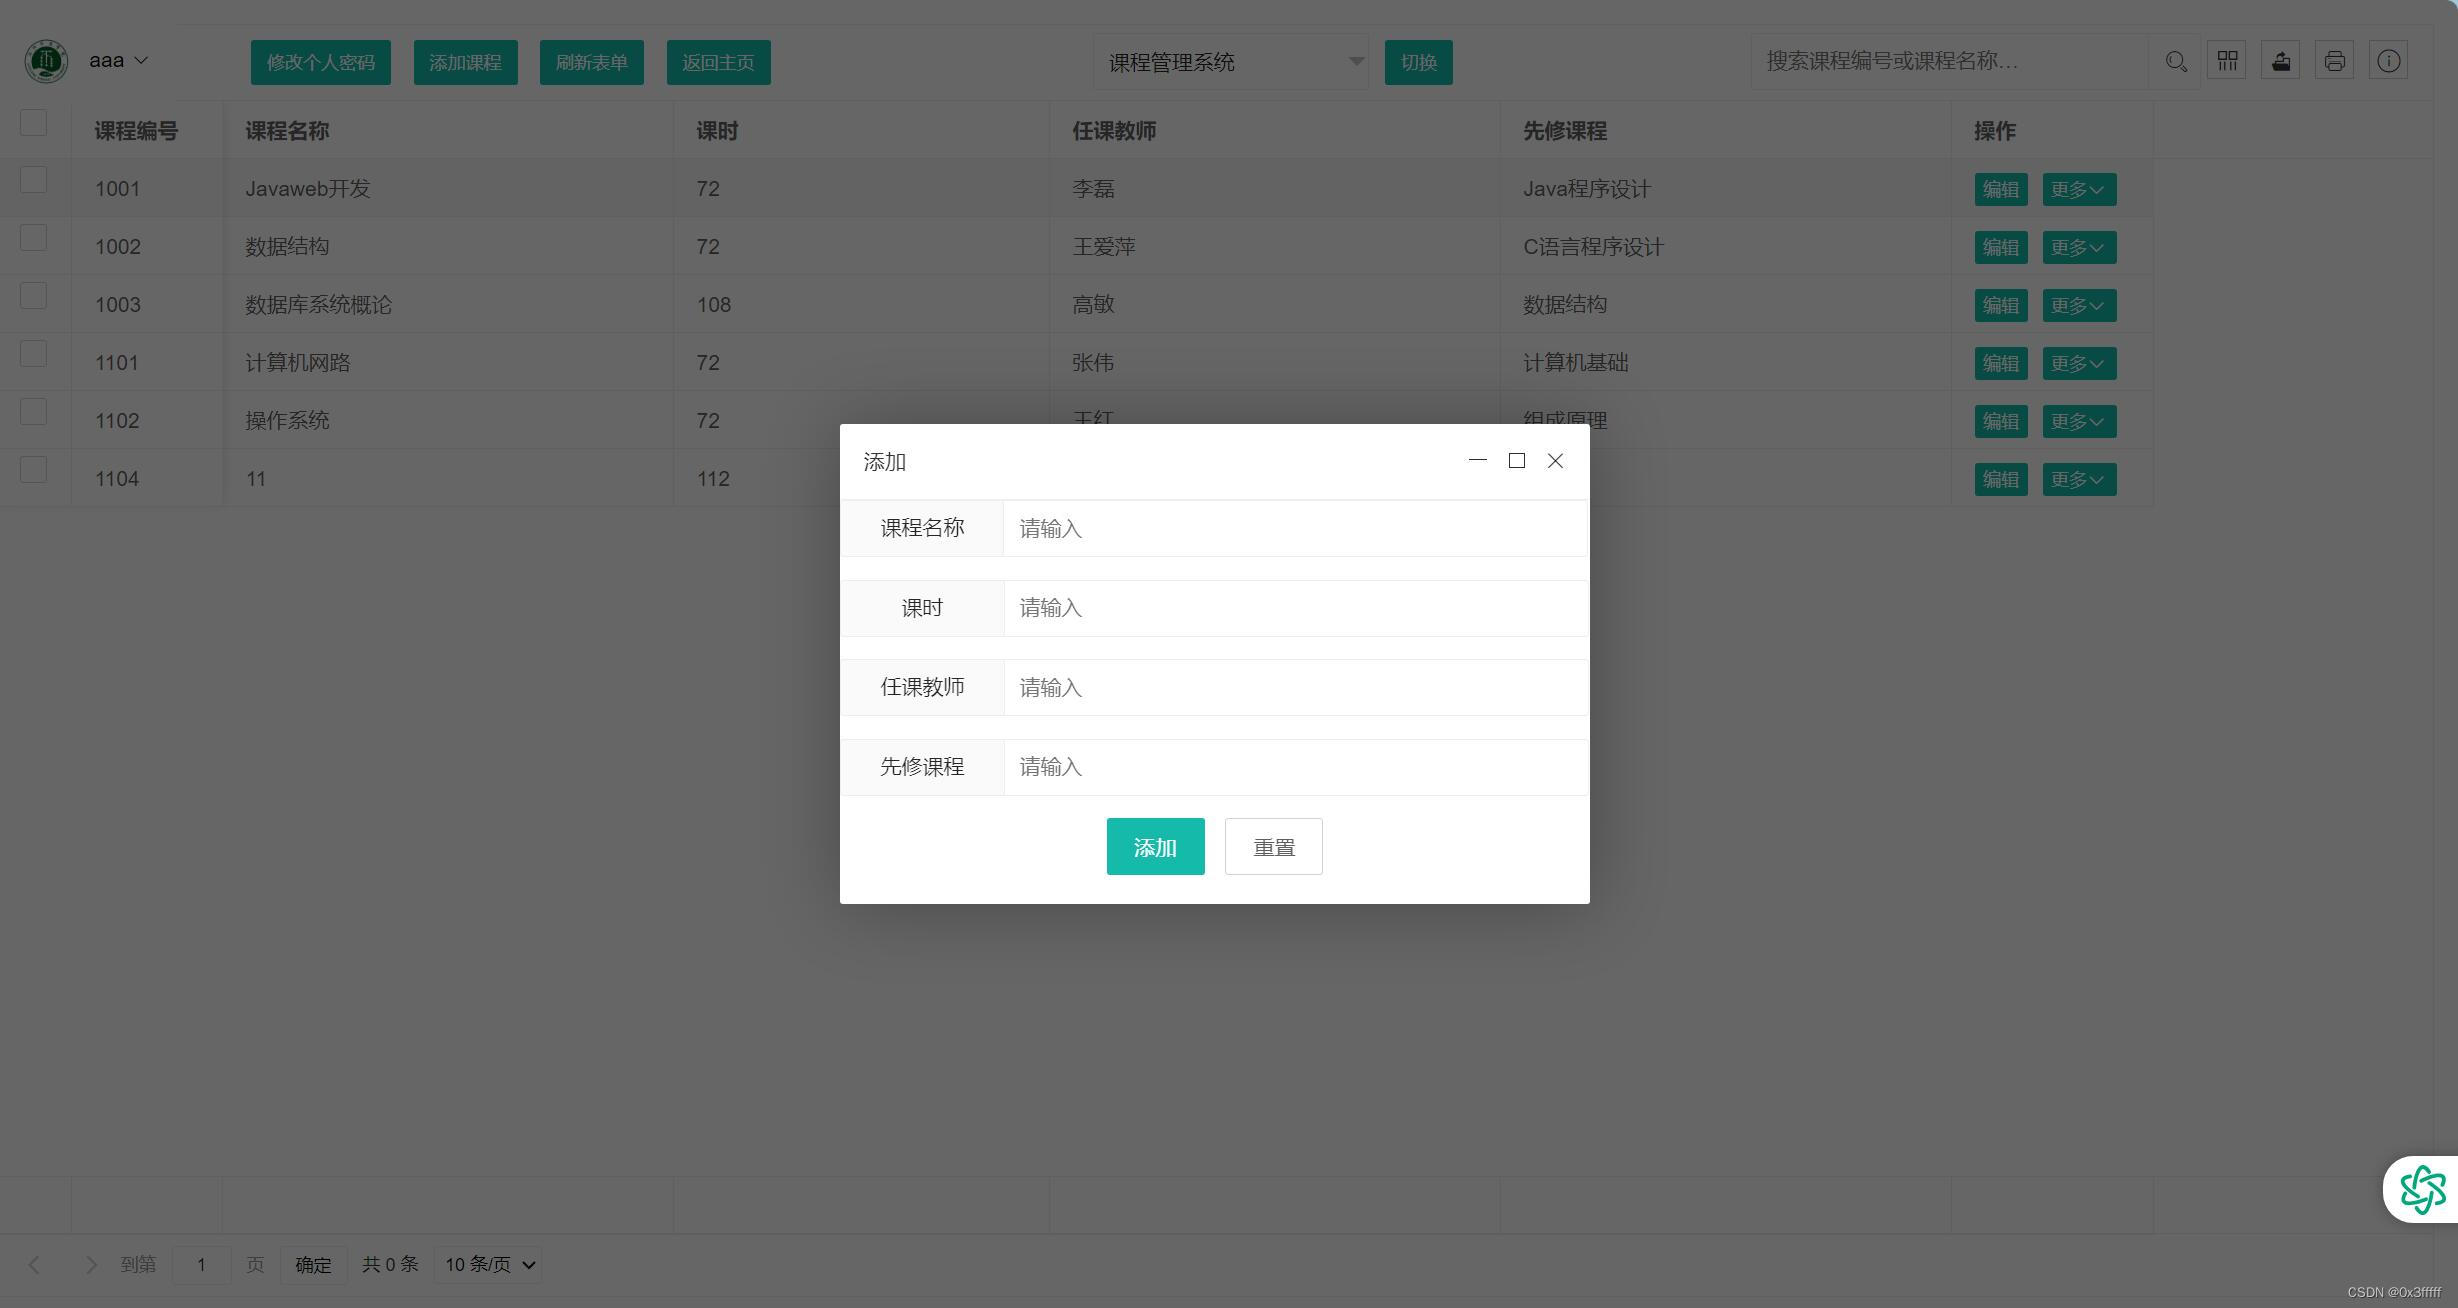 aaa 修改个人密码 添加课程 刷新表单 返回主页 课程管理系统 切换 搜索课程编号或课程名称...
课程编号 课程名称 课时 任课教师 先修课程 操作
1001 Javaweb开发 72 李磊 Java程序设计 编辑 更多
1002 数据结构 72 王爱萍 C语言程序设计 编辑 更多
1003 数据库系统概论 108 高敏 数据结构 编辑 更多
1101 计算机网路 72 张伟 计算机基础 编辑 更多
1102 操作系统 72 王红 组成原理 编辑 更多
1104 11 112 编辑 更多
添加
课程名称 请输入
课时 请输入
任课教师 请输入
先修课程 请输入
添加 重置
到第 1 页 确定 共 0 条 10 条/页
CSDN @0x3fffff